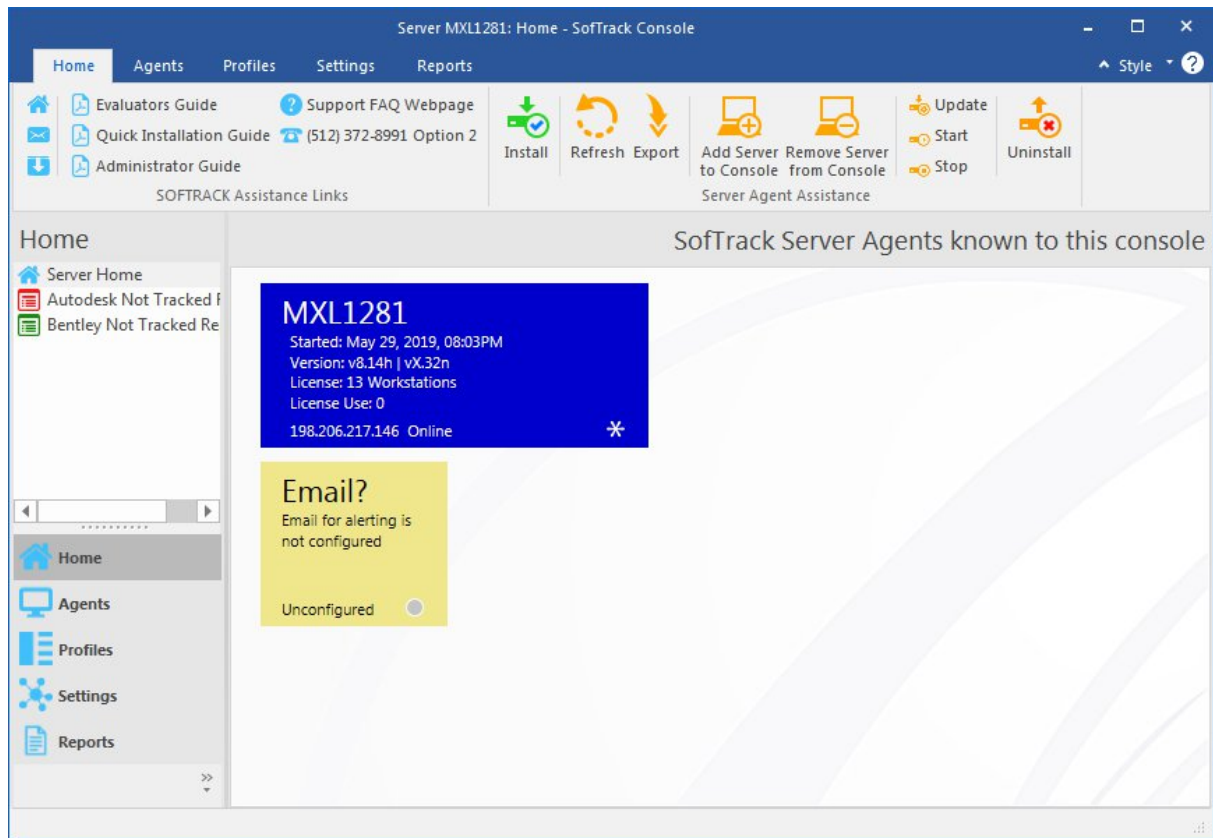 Server MXL1281: Home - SofTrack Console
Home Agents Profiles Settings Reports Style
Evaluators Guide Support FAQ Webpage
Quick Installation Guide (512) 372-8991 Option 2
Administrator Guide
SOFTRACK Assistance Links
Install Refresh Export
Add Server to Console
Remove Server from Console
Update
Start
Stop
Uninstall
Server Agent Assistance
Home
Server Home
Autodesk Not Tracked
Bentley Not Tracked Re
Home
Agents
Profiles
Settings
Reports
SofTrack Server Agents known to this console
MXL1281
Started: May 29, 2019, 08:03PM
Version: v8.14h | vX.32n
License: 13 Workstations
License Use: 0
198.206.217.146 Online
Email?
Email for alerting is
not configured
Unconfigured